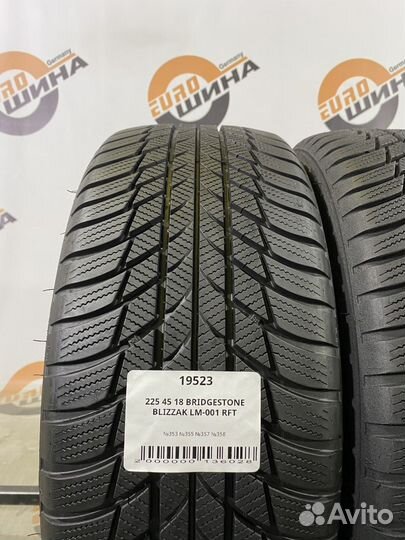 EURO Germany
ШИНА
EURO Germany
ШИНА
EURO
ШИНА
19523
225 45 18 BRIDGESTONE
BLIZZAK LM-001 RFT
№353 №355 №357 №358
2000000136028
Avito